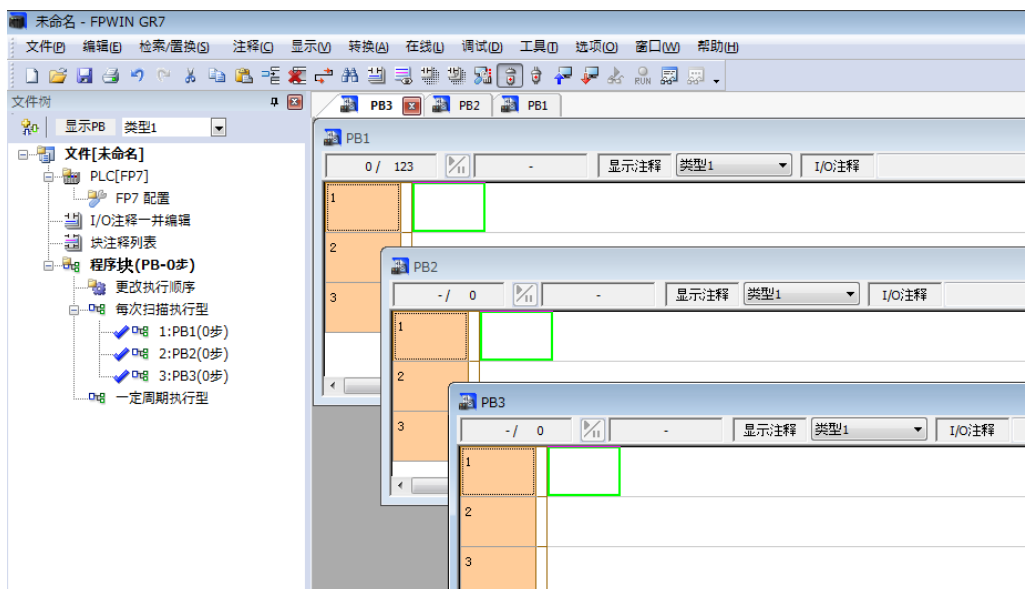 未命名 - FPWIN GR7
文件(F) 编辑(E) 检索/置换(S) 注释(C) 显示(V) 转换(A) 在线(L) 调试(D) 工具(T) 选项(O) 窗口(W) 帮助(H)
RUN
文件树
显示PB 类型1
文件[未命名]
PLC[FP7]
FP7 配置
I/O注释一并编辑
块注释列表
程序块(PB-0步)
更改执行顺序
每次扫描执行型
1:PB1(0步)
2:PB2(0步)
3:PB3(0步)
一定周期执行型
PB3 PB2 PB1
PB1
0/ 123 - 显示注释 类型1 I/O注释
1
2
3
PB2
-/ 0 - 显示注释 类型1 I/O注释
1
2
3
PB3
-/ 0 - 显示注释 类型1 I/O注释
1
2
3